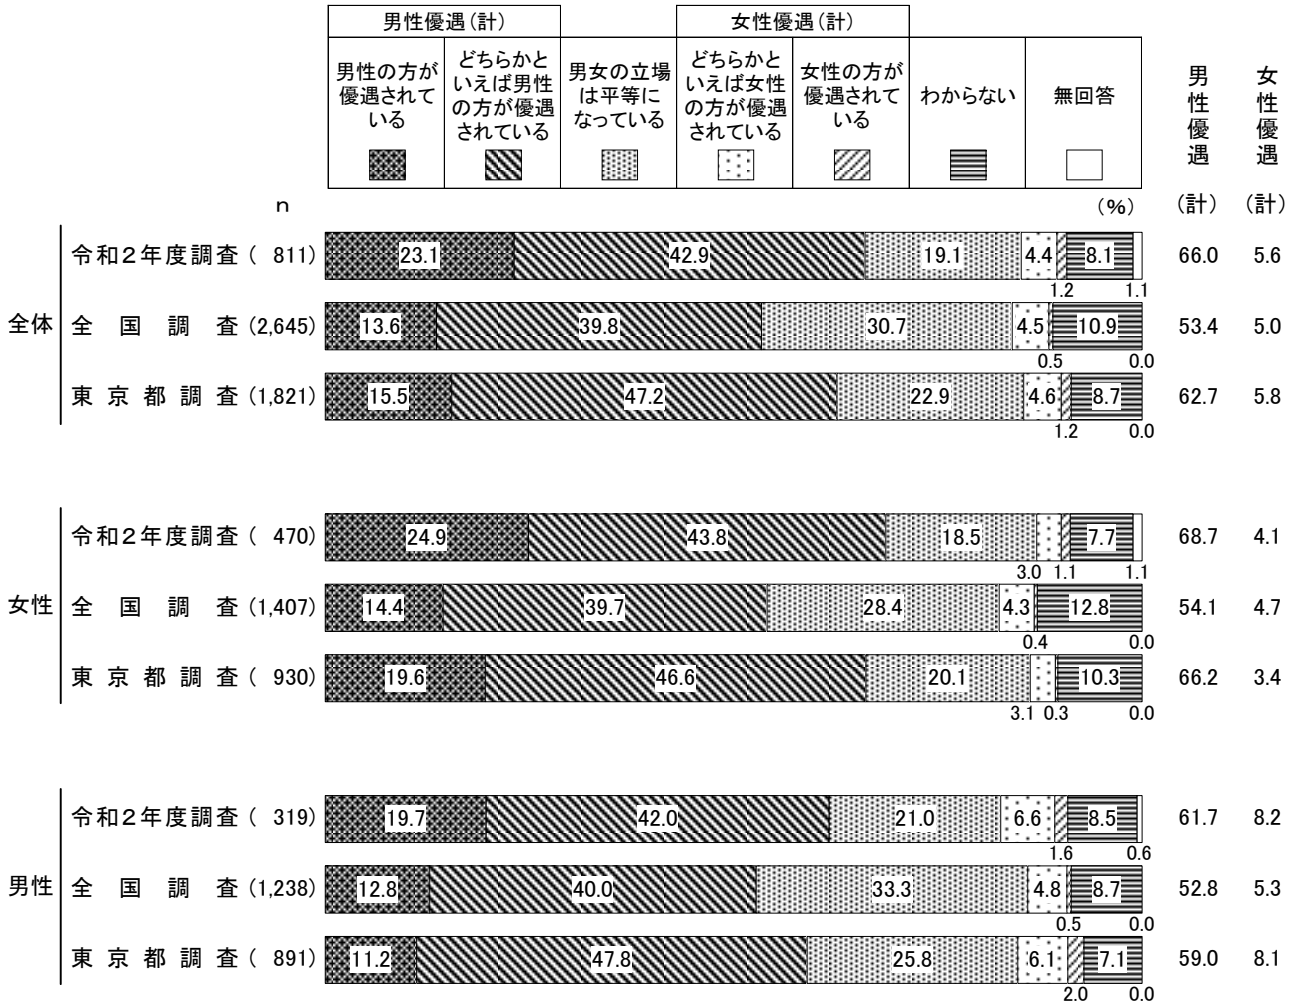 男性優遇(計)
女性優遇(計)
男性の方が
優遇されて
いる
どちらかと
いえば男性
の方が優遇
されている
男女の立場
は平等に
なっている
どちらかと
いえば女性
の方が優遇
されている
女性の方が
優遇されて
いる
わからない
無回答
男性優遇
(計)
女性優遇
(計)
n
(%)
全体
令和2年度調査 ( 811) 23.1 42.9 19.1 4.4 8.1 66.0 5.6
1.2 1.1
全国調査 (2,645) 13.6 39.8 30.7 4.5 10.9 53.4 5.0
0.5 0.0
東京都調査 (1,821) 15.5 47.2 22.9 4.6 8.7 62.7 5.8
1.2 0.0
女性
令和2年度調査 ( 470) 24.9 43.8 18.5 7.7 68.7 4.1
3.0 1.1 1.1
全国調査 (1,407) 14.4 39.7 28.4 4.3 12.8 54.1 4.7
0.4 0.0
東京都調査 ( 930) 19.6 46.6 20.1 10.3 66.2 3.4
3.1 0.3 0.0
男性
令和2年度調査 ( 319) 19.7 42.0 21.0 6.6 8.5 61.7 8.2
1.6 0.6
全国調査 (1,238) 12.8 40.0 33.3 4.8 8.7 52.8 5.3
0.5 0.0
東京都調査 ( 891) 11.2 47.8 25.8 6.1 7.1 59.0 8.1
2.0 0.0